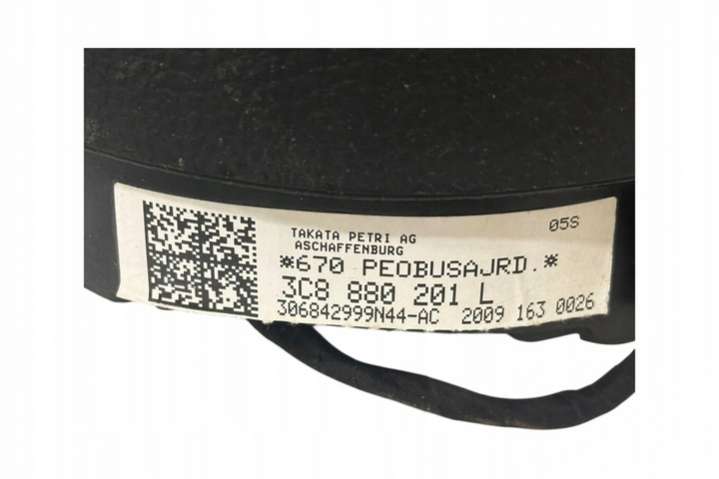 05S
TAKATA PETRI AG
ASCHAFFENBURG
*670 PEOBUSAJRD.*
3C8 880 201 L
306842999N44-AC 2009 163 0026